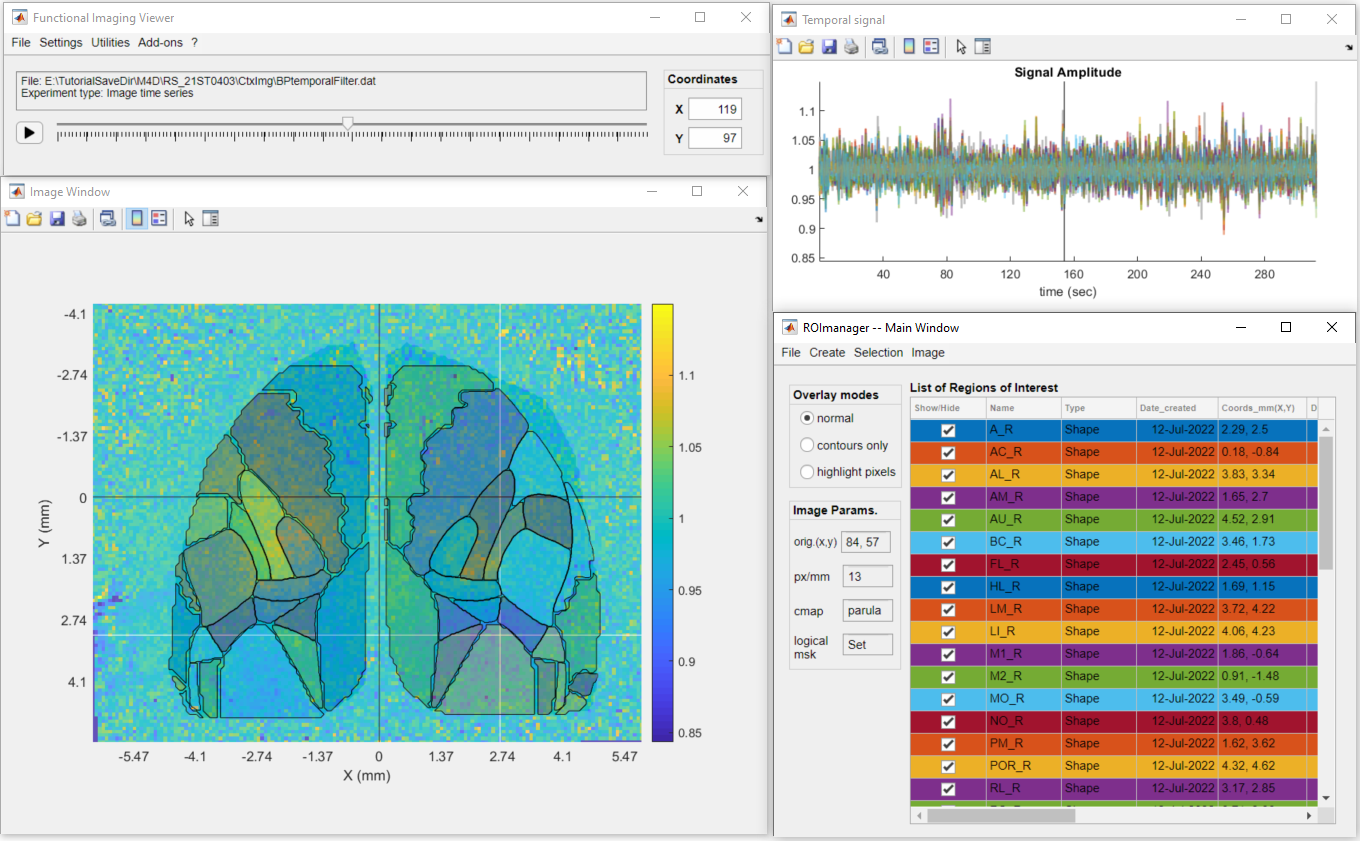 Functional Imaging Viewer
File Settings Utilities Add-ons ?
File: E:\TutorialSaveDir\M4D\RS_21ST0403\CtxImg\BPtemporalFilter.dat
Experiment type: Image time series
Coordinates
X 119
Y 97
Image Window
-4.1
-2.74
-1.37
0
1.37
2.74
4.1
Y (mm)
-5.47 -4.1 -2.74 -1.37 0 1.37 2.74 4.1 5.47
X (mm)
1.1
1.05
1
0.95
0.9
0.85
Temporal signal
Signal Amplitude
1.1
1.05
1
0.95
0.9
0.85
40 80 120 160 200 240 280
time (sec)
ROImanager -- Main Window
File Create Selection Image
Overlay modes
normal
contours only
highlight pixels
Image Params.
orig.(x,y) 84, 57
px/mm 13
cmap parula
logical
msk Set
List of Regions of Interest
Show/Hide Name Type Date_created Coords_mm(X,Y) D
A_R Shape 12-Jul-2022 2.29, 2.5
AC_R Shape 12-Jul-2022 0.18, -0.84
AL_R Shape 12-Jul-2022 3.83, 3.34
AM_R Shape 12-Jul-2022 1.65, 2.7
AU_R Shape 12-Jul-2022 4.52, 2.91
BC_R Shape 12-Jul-2022 3.46, 1.73
FL_R Shape 12-Jul-2022 2.45, 0.56
HL_R Shape 12-Jul-2022 1.69, 1.15
LM_R Shape 12-Jul-2022 3.72, 4.22
LI_R Shape 12-Jul-2022 4.06, 4.23
M1_R Shape 12-Jul-2022 1.86, -0.64
M2_R Shape 12-Jul-2022 0.91, -1.48
MO_R Shape 12-Jul-2022 3.49, -0.59
NO_R Shape 12-Jul-2022 3.8, 0.48
PM_R Shape 12-Jul-2022 1.62, 3.62
POR_R Shape 12-Jul-2022 4.32, 4.62
RL_R Shape 12-Jul-2022 3.17, 2.85